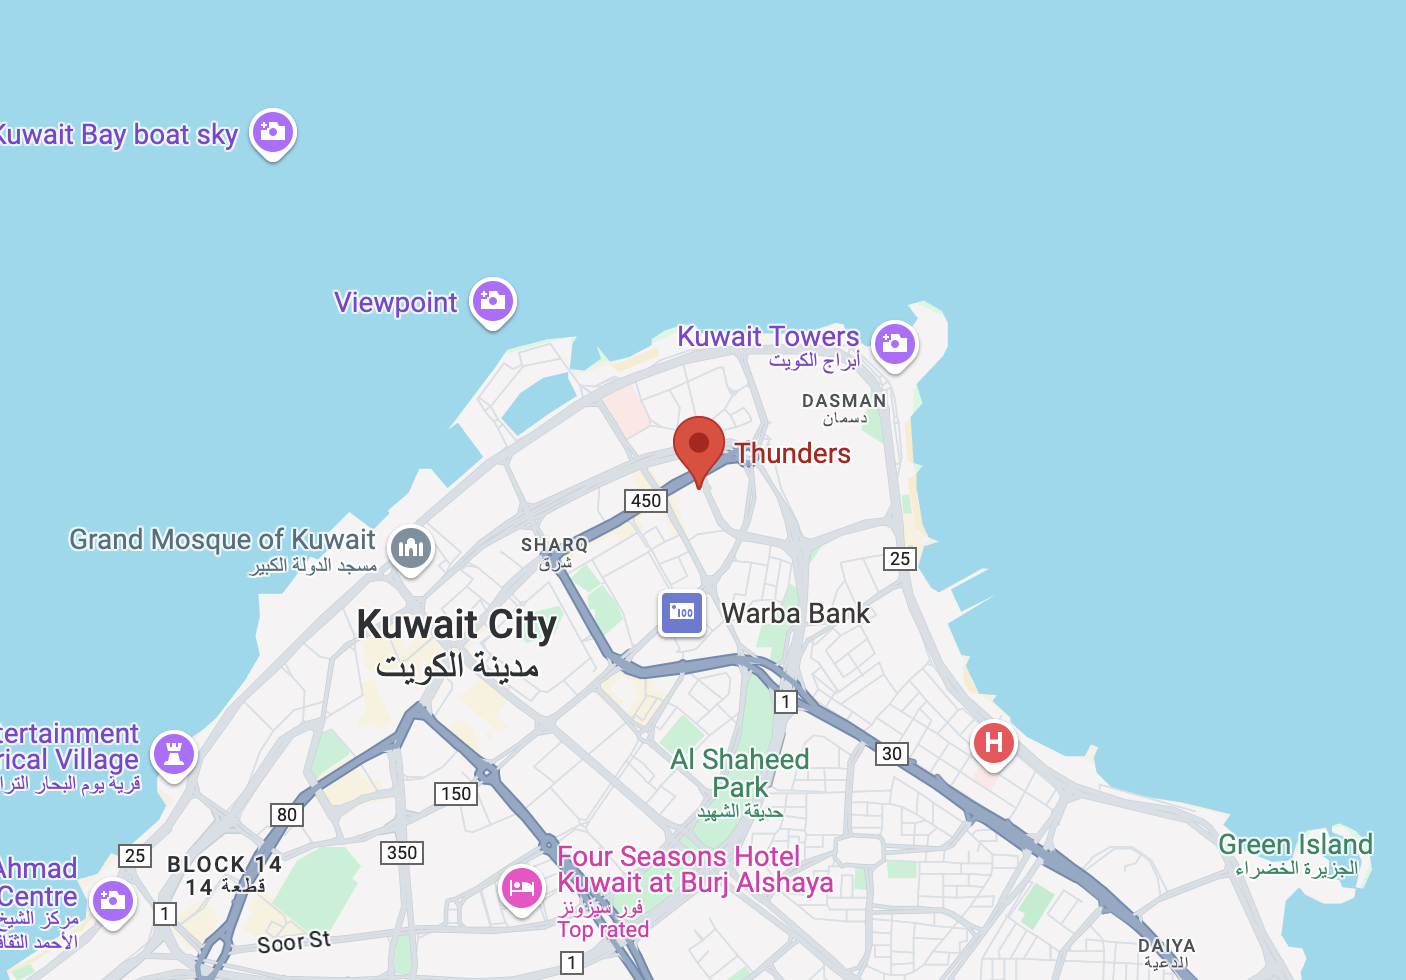 Kuwait Bay boat sky
Viewpoint
Kuwait Towers
أبراج الكويت
DASMAN
دسمان
Thunders
450
Grand Mosque of Kuwait
مسجد الدولة الكبير
SHARQ
شرق
25
Kuwait City
مدينة الكويت
Warba Bank
1
tertainment
rical Village
قرية يوم البحار الترا
H
30
Al Shaheed
Park
حديقة الشهيد
150
80
350
25
BLOCK 14
قطعة 14
Green Island
الجزيرة الخضراء
Four Seasons Hotel
Kuwait at Burj Alshaya
فور سيزونز
Top rated
Ahmad
Centre
مركز الشيخ
الأحمد الثقاف
1
Soor St
1
DAIYA
الدعية
100